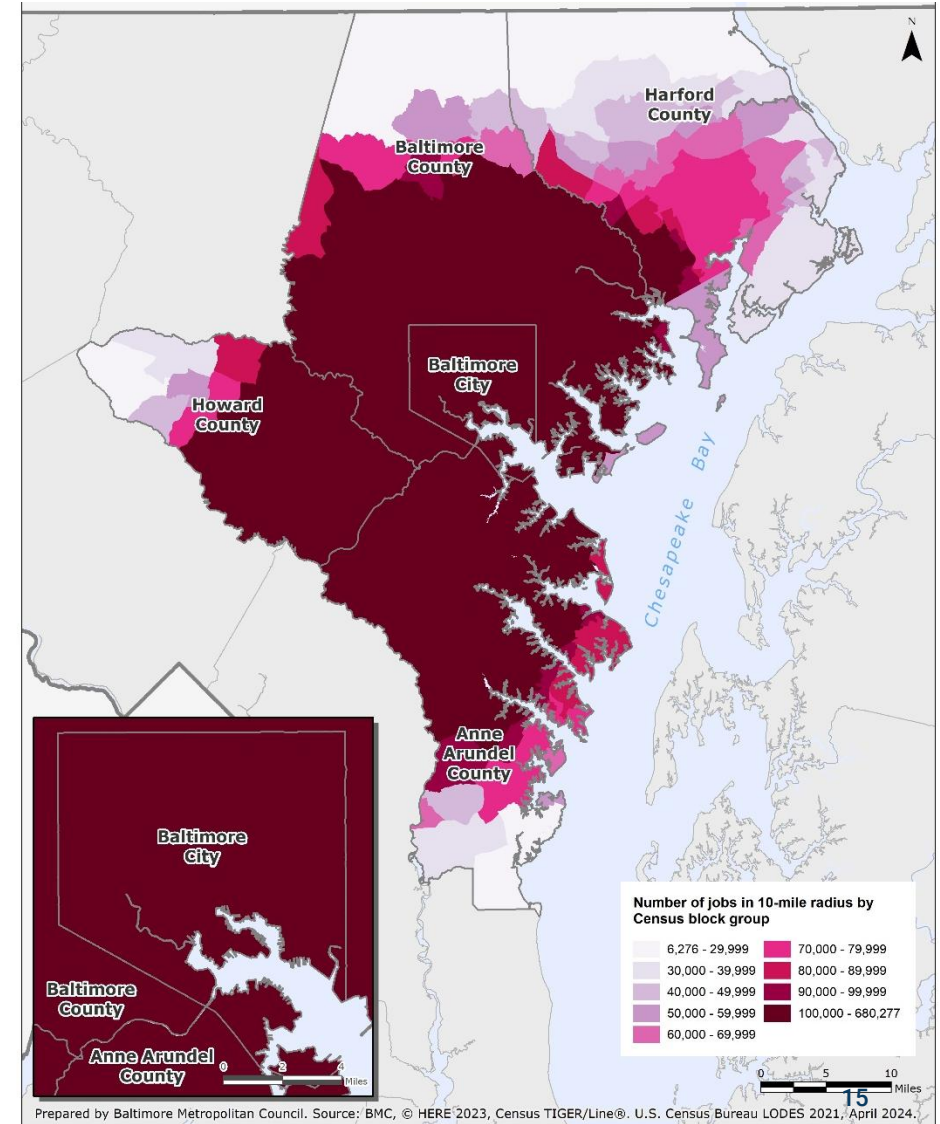 N
Harford
County
Baltimore
County
Baltimore
City
Howard
County
Chesapeake Bay
Anne
Arundel
County
Baltimore
City
Baltimore
County
Anne Arundel
County
0 2 4
Miles
Number of jobs in 10-mile radius by
Census block group
6,276 - 29,999
30,000 - 39,999
40,000 - 49,999
50,000 - 59,999
60,000 - 69,999
70,000 - 79,999
80,000 - 89,999
90,000 - 99,999
100,000 - 680,277
0 5 10
Miles
15
Prepared by Baltimore Metropolitan Council. Source: BMC, © HERE 2023, Census TIGER/Line®. U.S. Census Bureau LODES 2021, April 2024.